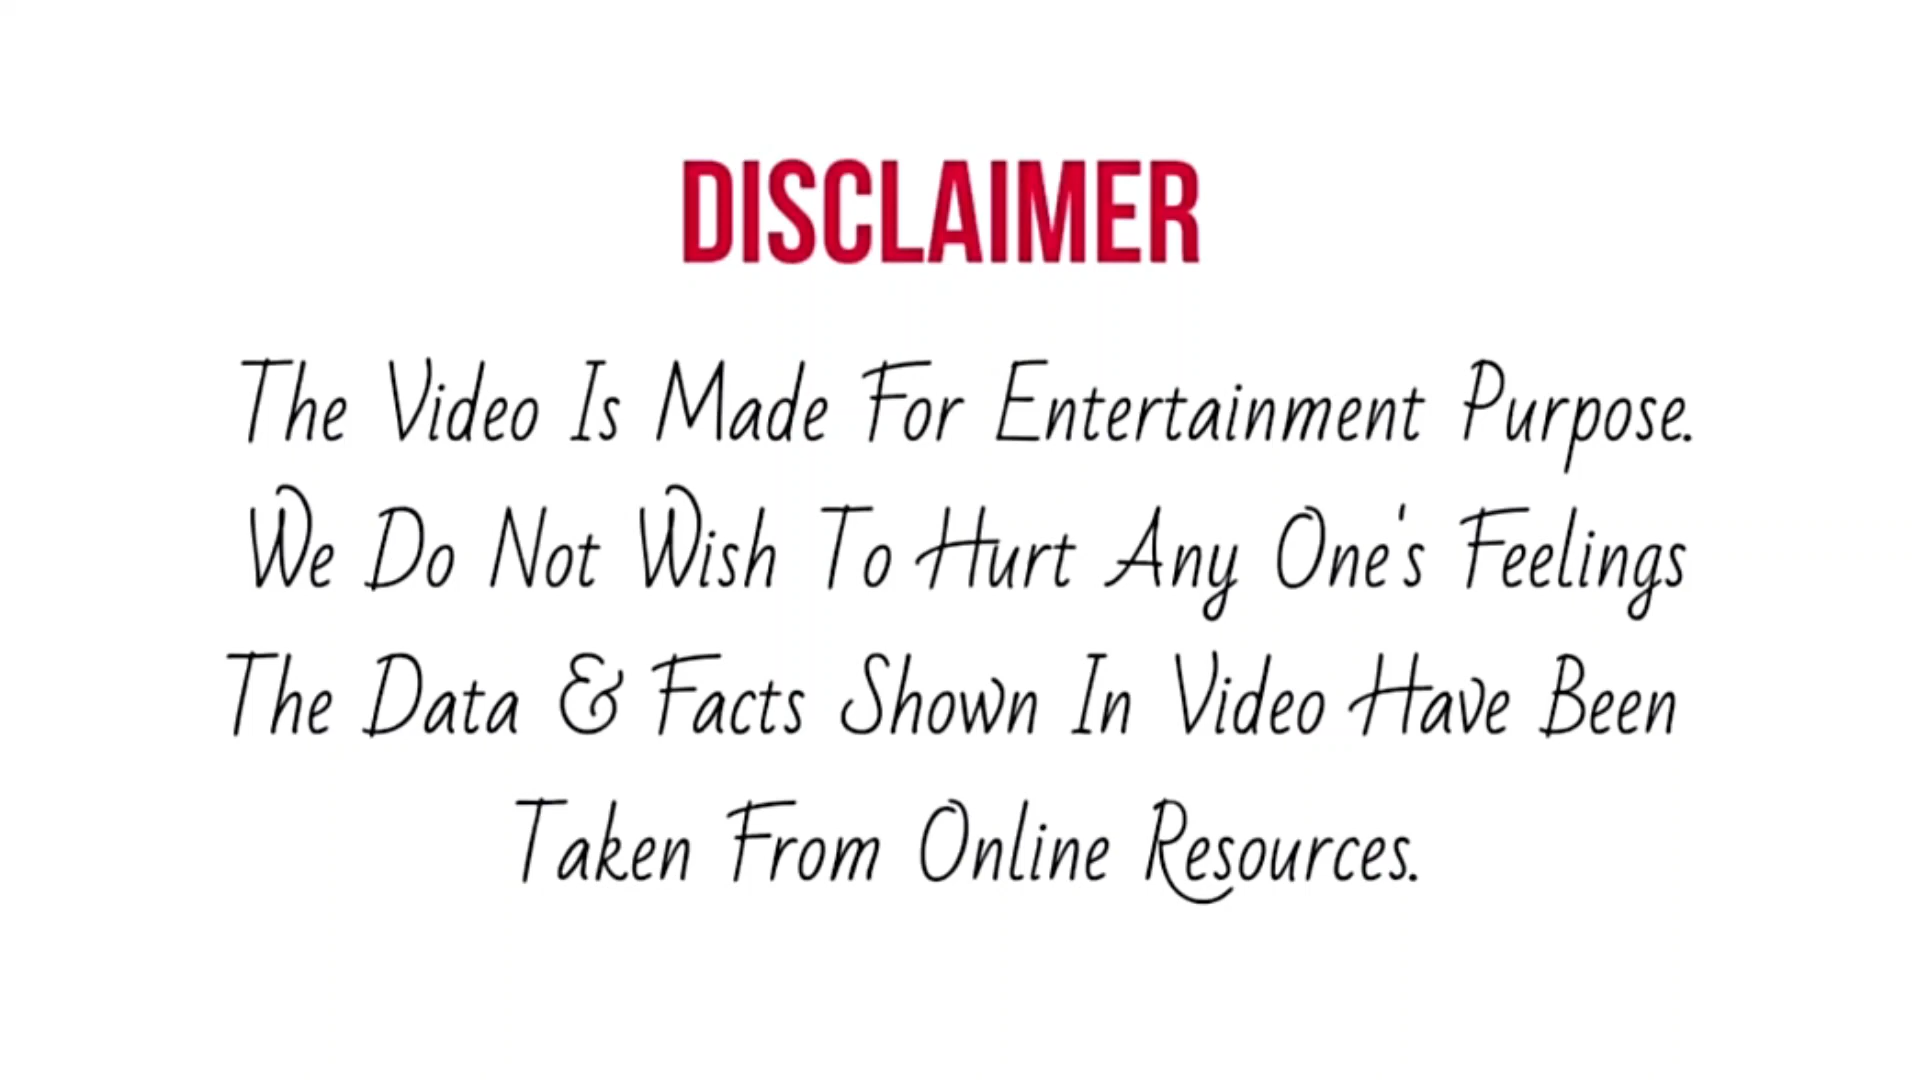 DISCLAIMER
The Video Is Made For Entertainment Purpose.
We Do Not Wish To Hurt Any One's Feelings
The Data & Facts Shown In Video Have Been
Taken From Online Resources.